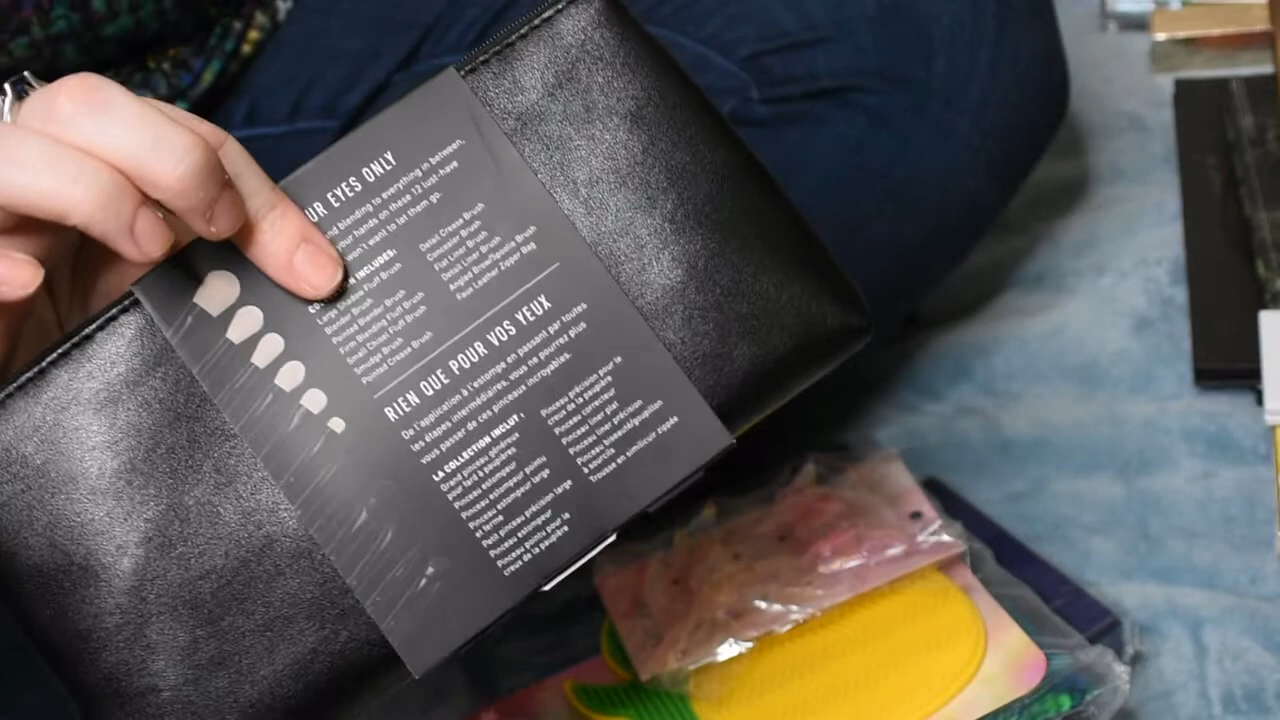 UR EYES ONLY
nd blending to everything in between,
your hands on these 12 lust-have
won't want to let them go.
N INCLUDES:
Large Shadow Fluff Brush
Blender Brush
Pointed Blender Brush
Firm Blending Fluff Brush
Small Chisel Fluff Brush
Smudge Brush
Pointed Crease Brush
Detail Crease Brush
Concealer Brush
Flat Liner Brush
Detail Liner Brush
Angled Brow/Spoolie Brush
Faux Leather Zipper Bag
RIEN QUE POUR VOS YEUX
De l'application à l'estompe en passant par toutes
les étapes intermédiaires, vous ne pourrez plus
vous passer de ces pinceaux incroyables.
LA COLLECTION INCLUT :
Grand pinceau généreux
pour fard à paupières
Pinceau estompeur
Pinceau estompeur pointu
Pinceau estompeur large
et ferme
Petit pinceau précision large
Pinceau estompeur
Pinceau pointu pour le
creux de la paupière
Pinceau précision pour le
creux de la paupière
Pinceau correcteur
Pinceau liner plat
Pinceau liner précision
Pinceau biseauté/goupillon
à sourcils
Trousse en similicuir zippée